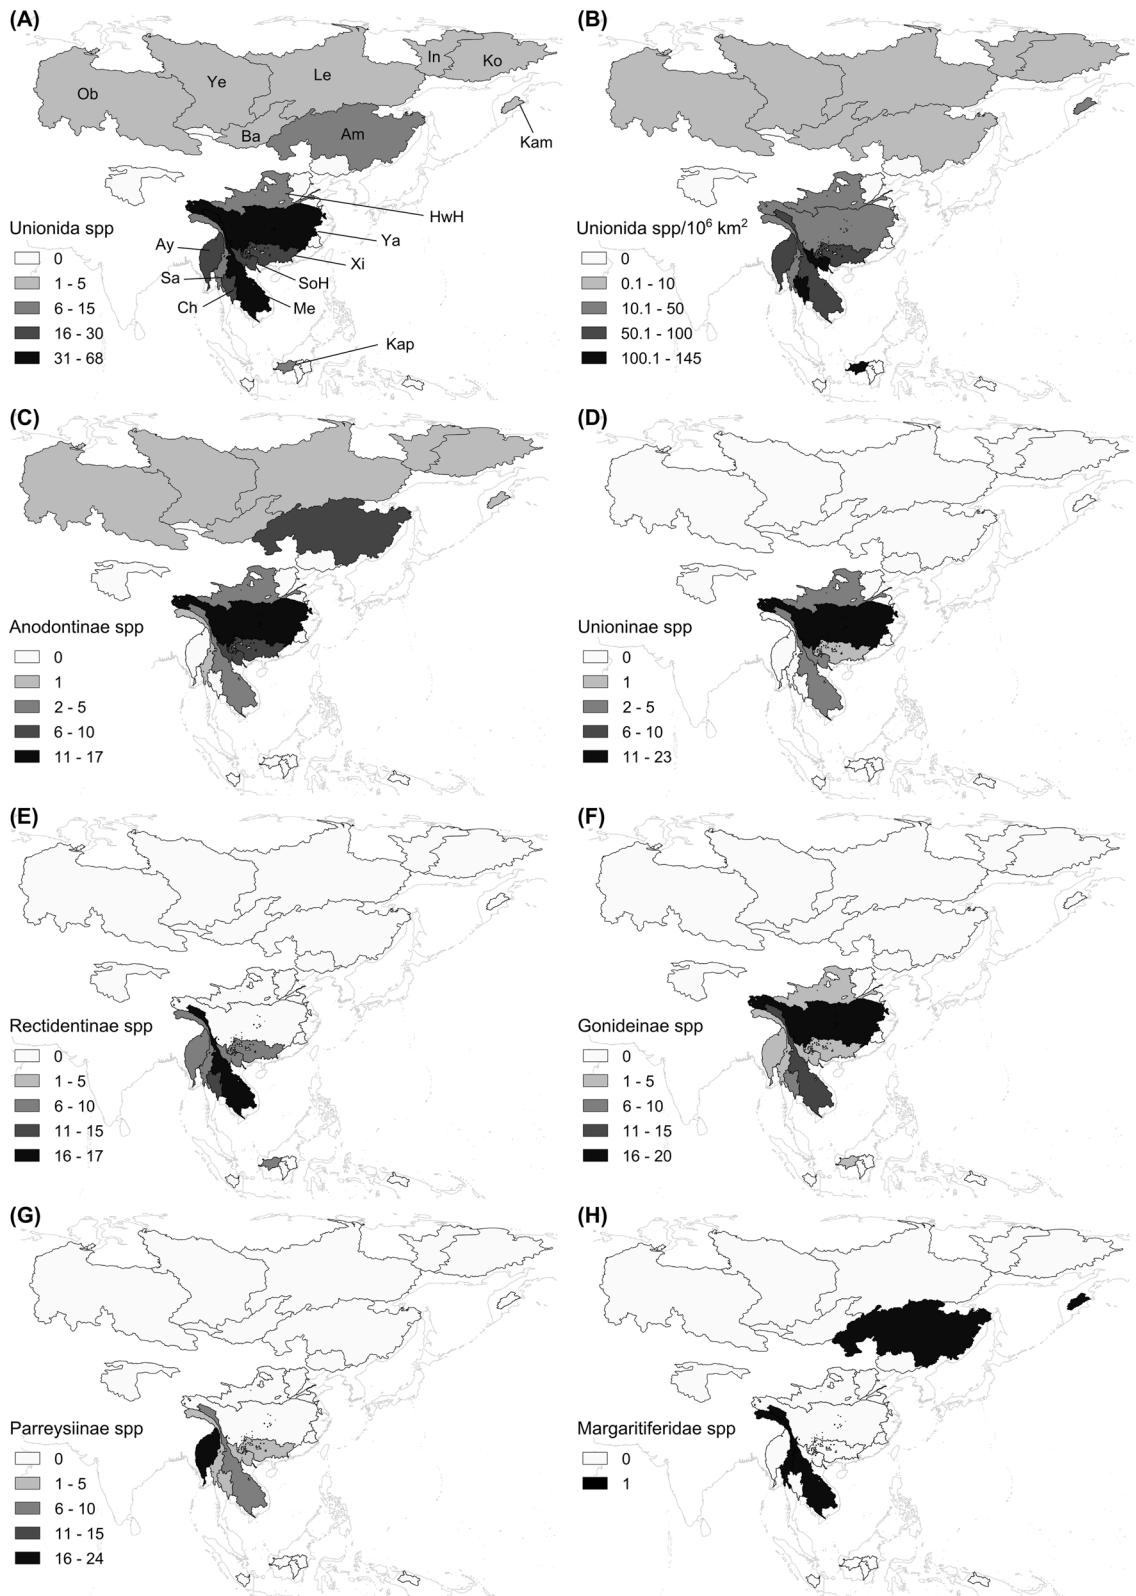 (A)
Ob
Ye
Le
In
Ko
Ba
Am
Kam
HwH
Ya
Ay
Xi
Sa
SoH
Ch
Me
Kap
Unionida spp
0
1 - 5
6 - 15
16 - 30
31 - 68
(B)
Unionida spp/10⁶ km²
0
0.1 - 10
10.1 - 50
50.1 - 100
100.1 - 145
(C)
Anodontinae spp
0
1
2 - 5
6 - 10
11 - 17
(D)
Unioninae spp
0
1
2 - 5
6 - 10
11 - 23
(E)
Rectidentinae spp
0
1 - 5
6 - 10
11 - 15
16 - 17
(F)
Gonideinae spp
0
1 - 5
6 - 10
11 - 15
16 - 20
(G)
Parreysiinae spp
0
1 - 5
6 - 10
11 - 15
16 - 24
(H)
Margaritiferidae spp
0
1